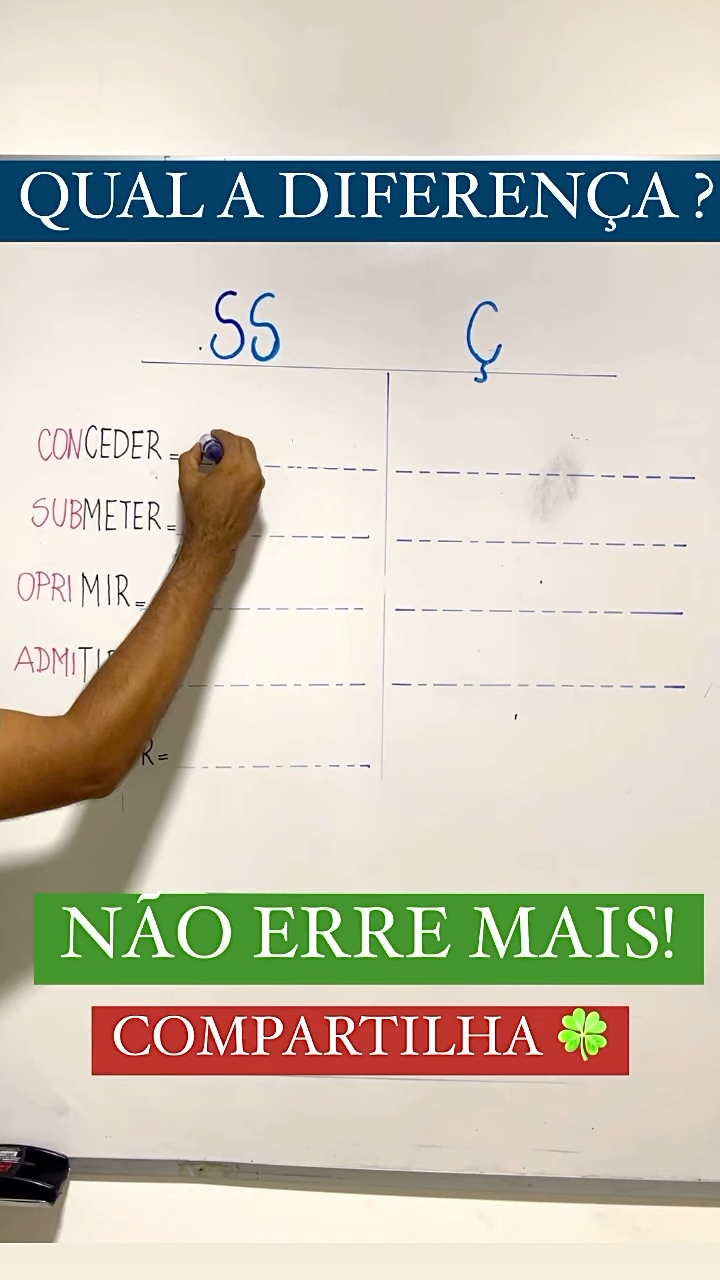 QUAL A DIFERENÇA ?
SS Ç
CONCEDER =
SUBMETER =
OPRIMIR =
R =
NÃO ERRE MAIS!
COMPARTILHA 🍀